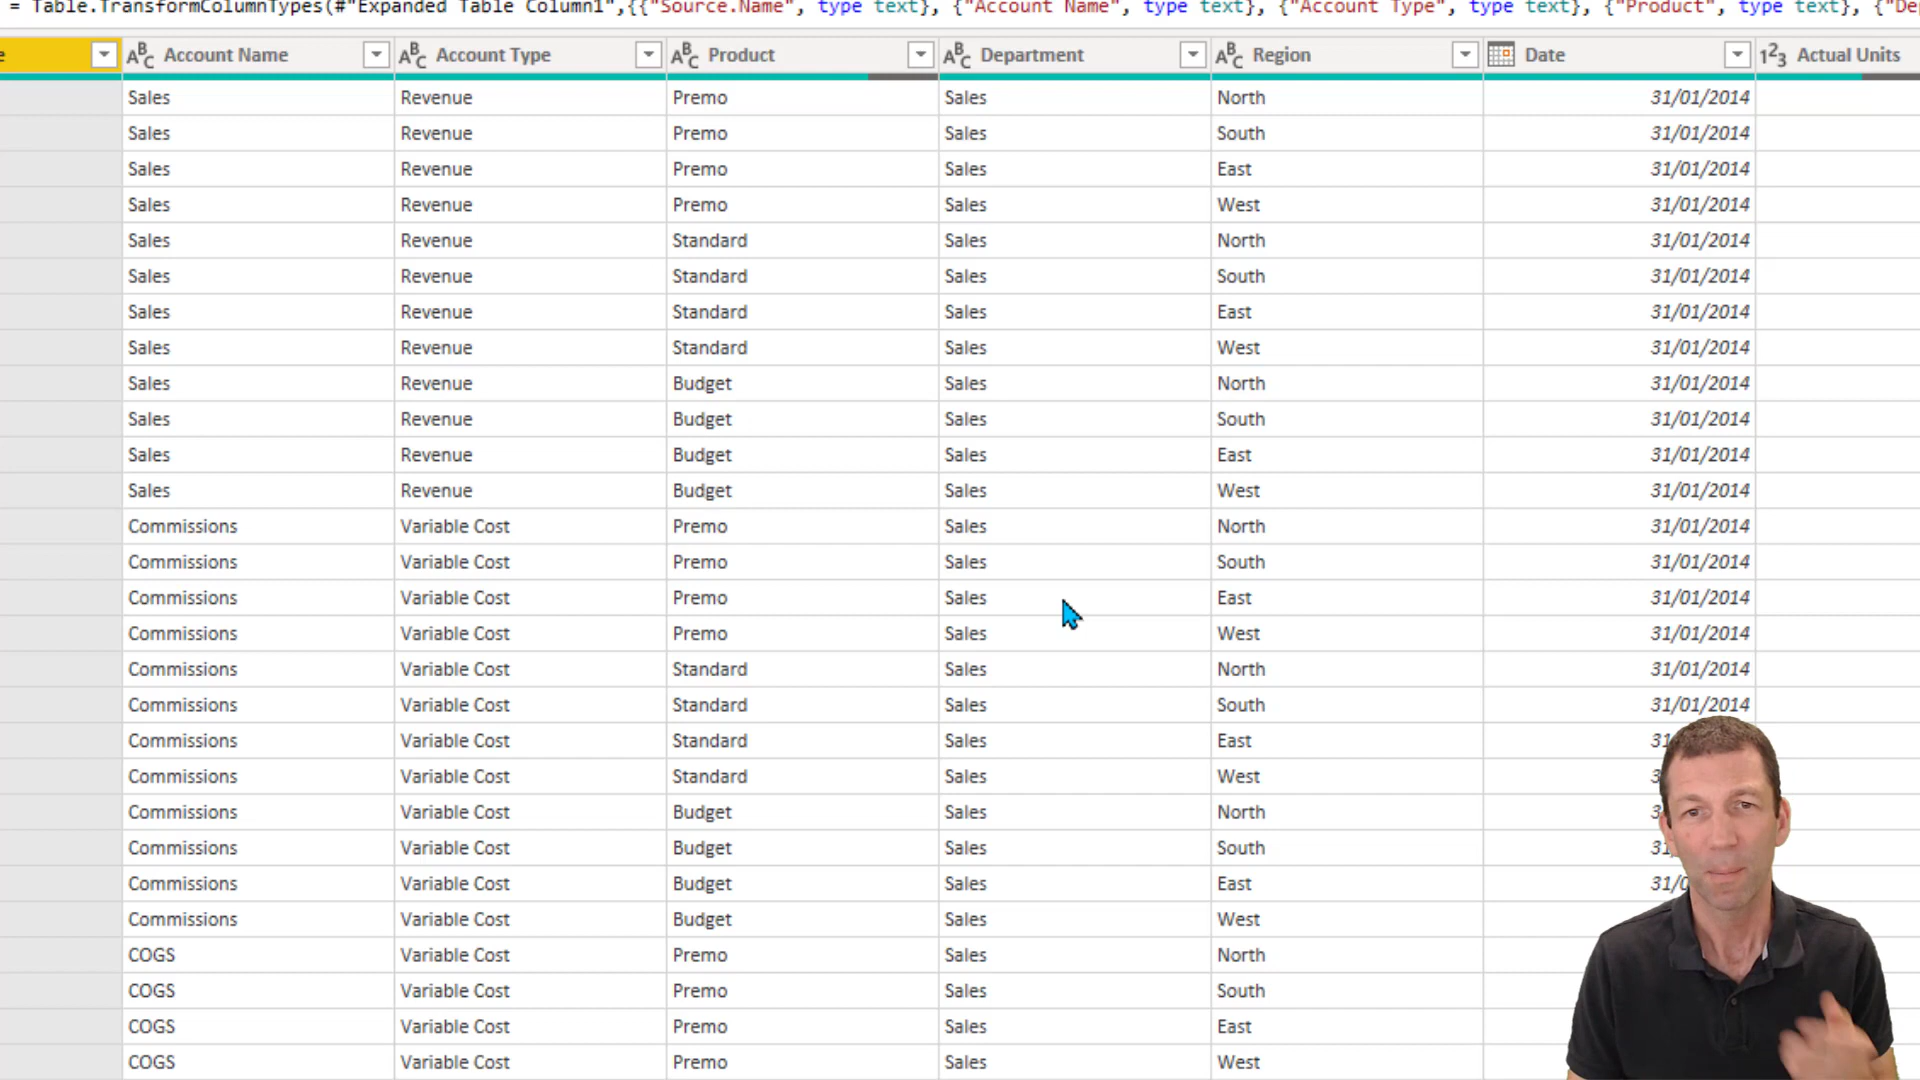 = Table.TransformColumnTypes(#"Expanded Table Column1",{{"Source.Name", type text}, {"Account Name", type text}, {"Account Type", type text}, {"Product", type text}, {"De
e ABC Account Name ABC Account Type ABC Product ABC Department ABC Region Date 123 Actual Units
Sales Revenue Premo Sales North 31/01/2014
Sales Revenue Premo Sales South 31/01/2014
Sales Revenue Premo Sales East 31/01/2014
Sales Revenue Premo Sales West 31/01/2014
Sales Revenue Standard Sales North 31/01/2014
Sales Revenue Standard Sales South 31/01/2014
Sales Revenue Standard Sales East 31/01/2014
Sales Revenue Standard Sales West 31/01/2014
Sales Revenue Budget Sales North 31/01/2014
Sales Revenue Budget Sales South 31/01/2014
Sales Revenue Budget Sales East 31/01/2014
Sales Revenue Budget Sales West 31/01/2014
Commissions Variable Cost Premo Sales North 31/01/2014
Commissions Variable Cost Premo Sales South 31/01/2014
Commissions Variable Cost Premo Sales East 31/01/2014
Commissions Variable Cost Premo Sales West 31/01/2014
Commissions Variable Cost Standard Sales North 31/01/2014
Commissions Variable Cost Standard Sales South 31/01/2014
Commissions Variable Cost Standard Sales East 31
Commissions Variable Cost Standard Sales West 3
Commissions Variable Cost Budget Sales North 3
Commissions Variable Cost Budget Sales South 31
Commissions Variable Cost Budget Sales East 31/0
Commissions Variable Cost Budget Sales West
COGS Variable Cost Premo Sales North
COGS Variable Cost Premo Sales South
COGS Variable Cost Premo Sales East
COGS Variable Cost Premo Sales West